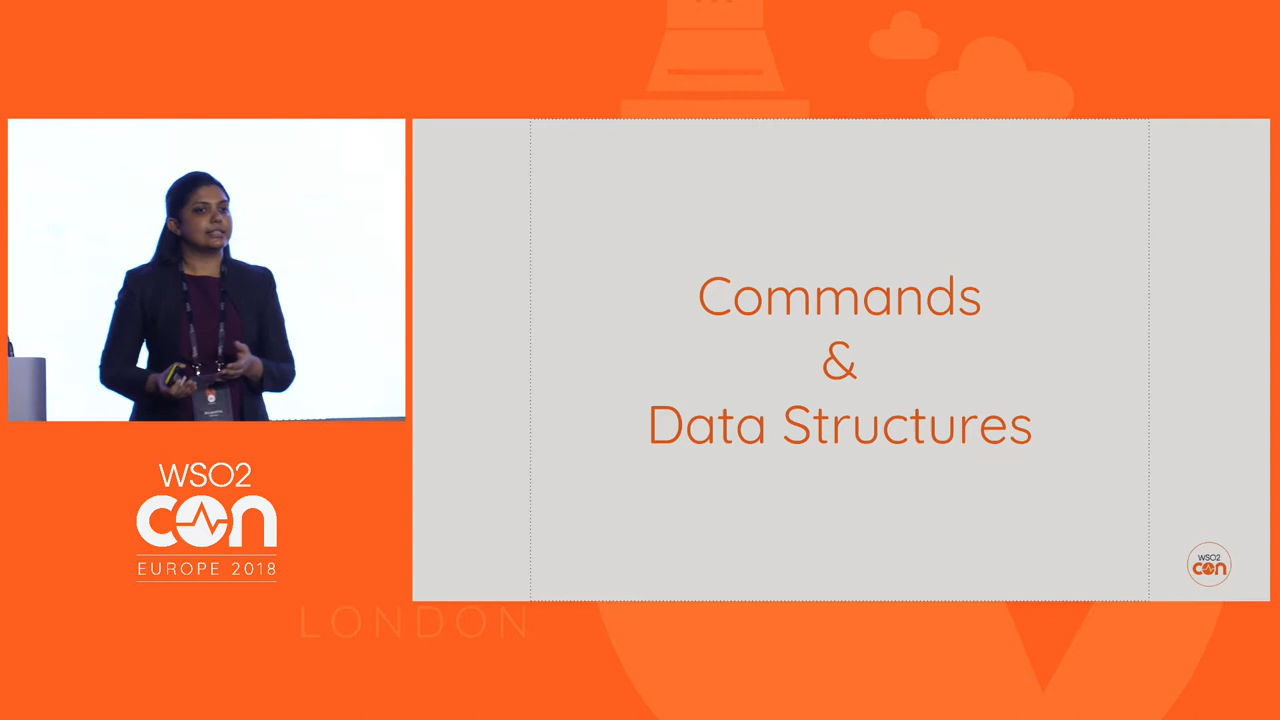 Commands
&
Data Structures
WSO2
con
EUROPE 2018
LONDON
WSO2
con